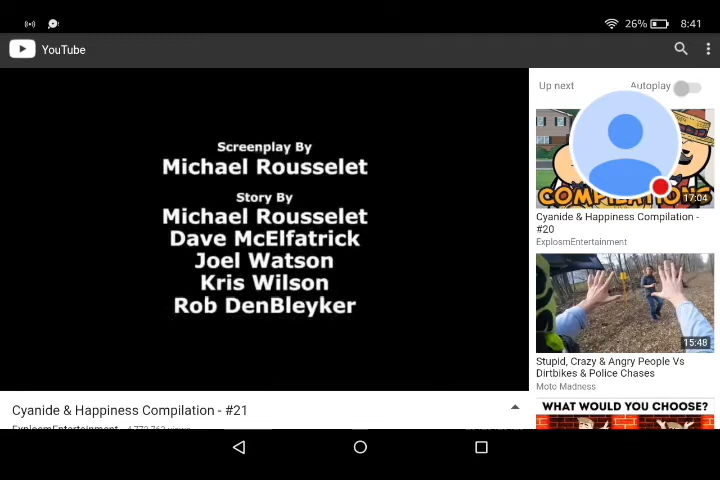 26%
8:41
YouTube
Screenplay By
Michael Rousselet
Story By
Michael Rousselet
Dave McElfatrick
Joel Watson
Kris Wilson
Rob DenBleyker
Cyanide & Happiness Compilation - #21
ExplosmEntertainment
Up next
Autoplay
17:04
Cyanide & Happiness Compilation -
#20
ExplosmEntertainment
15:48
Stupid, Crazy & Angry People Vs
Dirtbikes & Police Chases
Moto Madness
WHAT WOULD YOU CHOOSE?